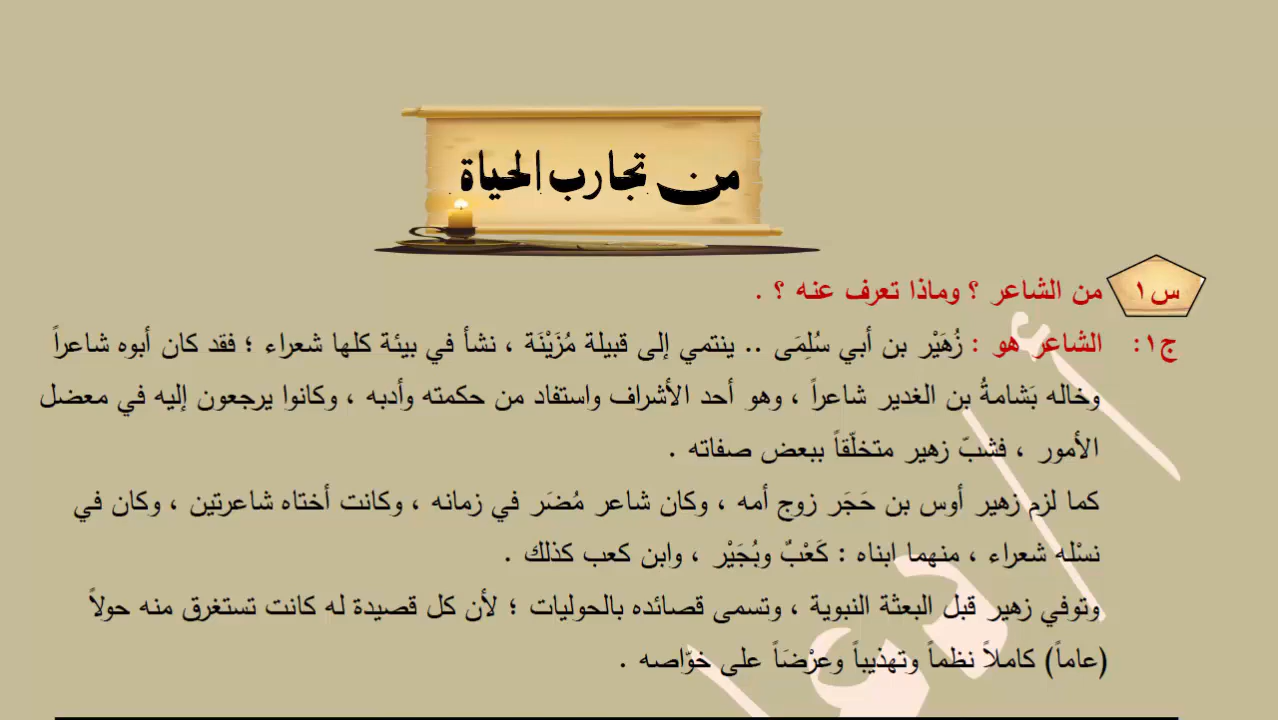 من تجارب الحياة
س١ من الشاعر ؟ وماذا تعرف عنه ؟ .
ج١: الشاعر هو : زُهَيْر بن أبي سُلِمَى .. ينتمي إلى قبيلة مُزَيْنَة ، نشأ في بيئة كلها شعراء ؛ فقد كان أبوه شاعراً
وخاله بَشامةُ بن الغدير شاعراً ، وهو أحد الأشراف واستفاد من حكمته وأدبه ، وكانوا يرجعون إليه في معضل
الأمور ، فشبّ زهير متخلّقاً ببعض صفاته .
كما لزم زهير أوس بن حَجَر زوج أمه ، وكان شاعر مُضَر في زمانه ، وكانت أختاه شاعرتين ، وكان في
نسْله شعراء ، منهما ابناه : كَعْبٌ وبُجَيْر ، وابن كعب كذلك .
وتوفي زهير قبل البعثة النبوية ، وتسمى قصائده بالحوليات ؛ لأن كل قصيدة له كانت تستغرق منه حولاً
(عاماً) كاملاً نظماً وتهذيباً وعرْضَاً على خوّاصه .